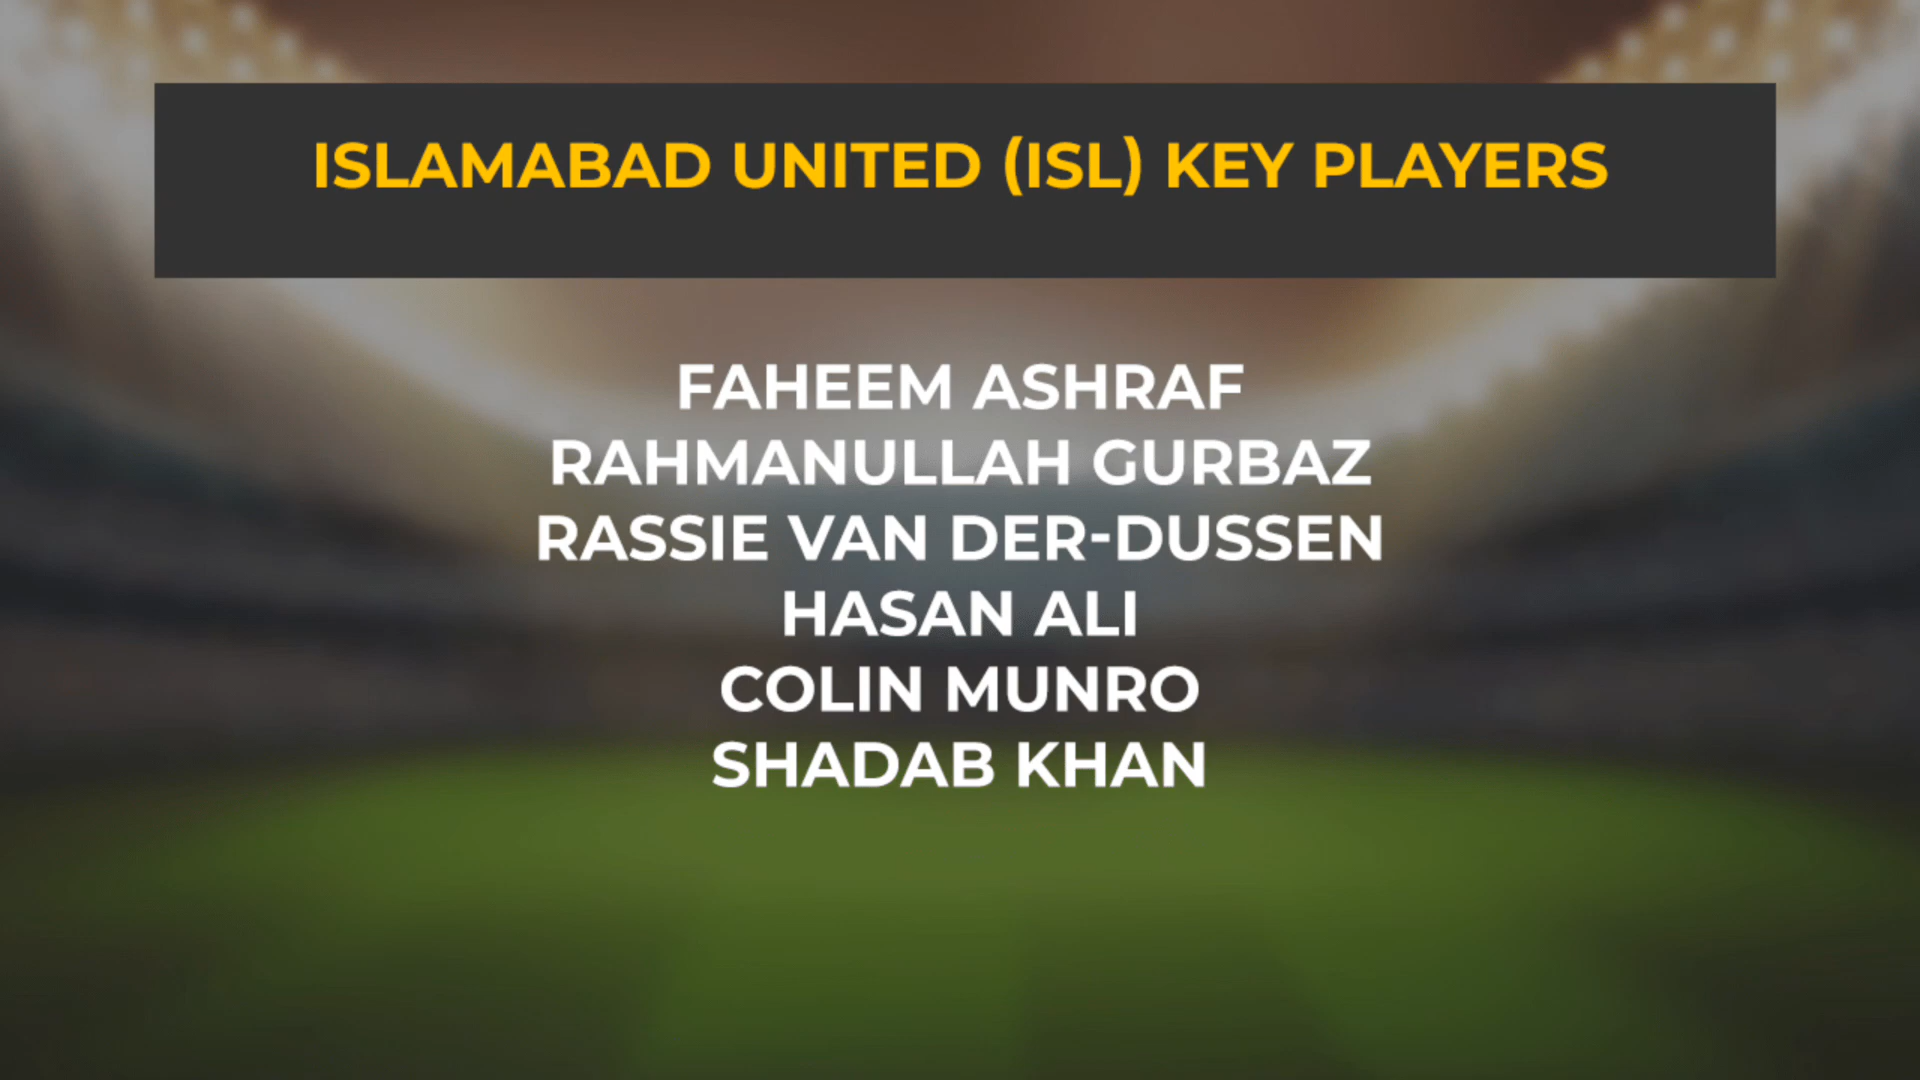 ISLAMABAD UNITED (ISL) KEY PLAYERS
FAHEEM ASHRAF
RAHMANULLAH GURBAZ
RASSIE VAN DER-DUSSEN
HASAN ALI
COLIN MUNRO
SHADAB KHAN